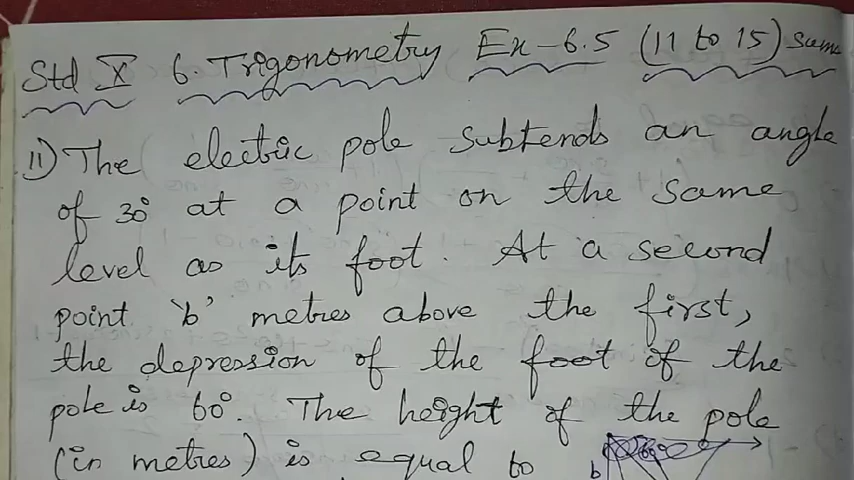 Std X 6. Trigonometry Ex-6.5 (11 to 15) sums
11) The electric pole subtends an angle
of 30° at a point on the same
level as its foot. At a second
point 'b' metres above the first,
the depression of the foot of the
pole is 60°. The height of the pole
(in metres) is equal to
b